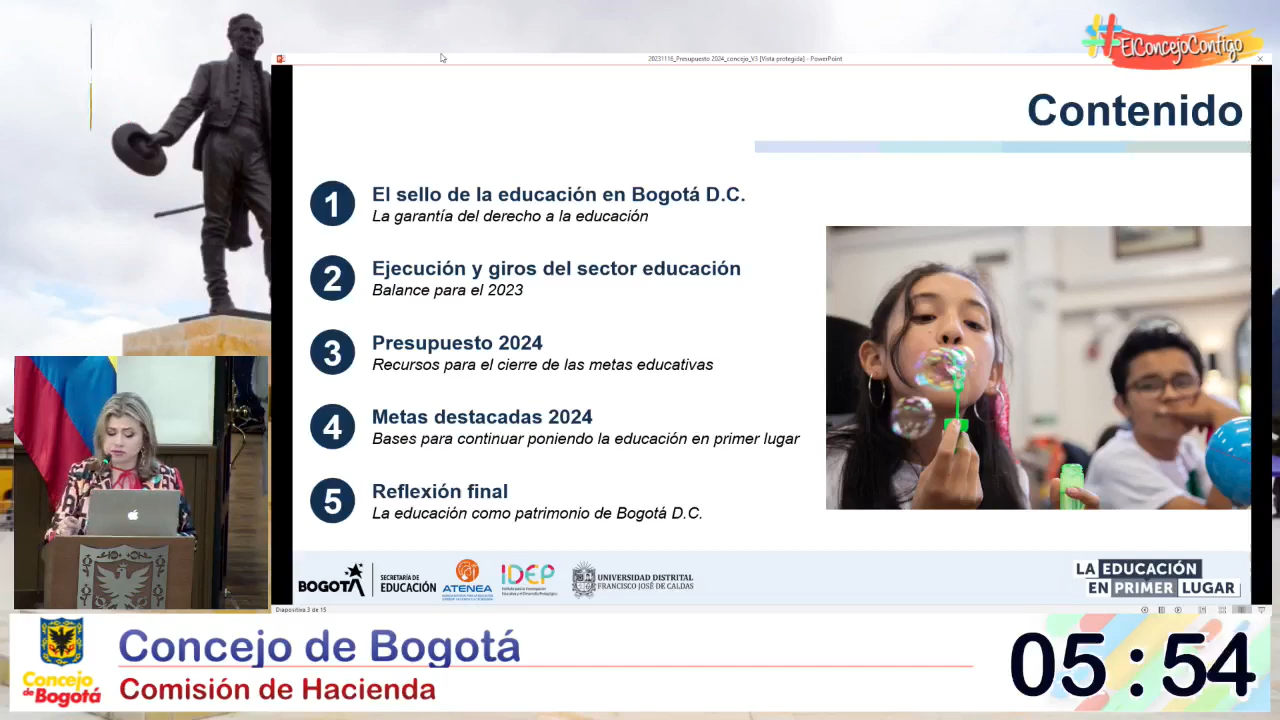 #ElConcejoContigo
20231116_Presupuesto 2024_concejo_V3 [Vista protegida] - PowerPoint
Contenido
1
El sello de la educación en Bogotá D.C.
La garantía del derecho a la educación
2
Ejecución y giros del sector educación
Balance para el 2023
3
Presupuesto 2024
Recursos para el cierre de las metas educativas
4
Metas destacadas 2024
Bases para continuar poniendo la educación en primer lugar
5
Reflexión final
La educación como patrimonio de Bogotá D.C.
BOGOTÁ
SECRETARÍA DE
EDUCACIÓN
ATENEA
IDEP
UNIVERSIDAD DISTRITAL
FRANCISCO JOSÉ DE CALDAS
LA EDUCACIÓN
EN PRIMER LUGAR
Diapositiva 3 de 15
Concejo
de Bogotá
Concejo de Bogotá
Comisión de Hacienda
05:54